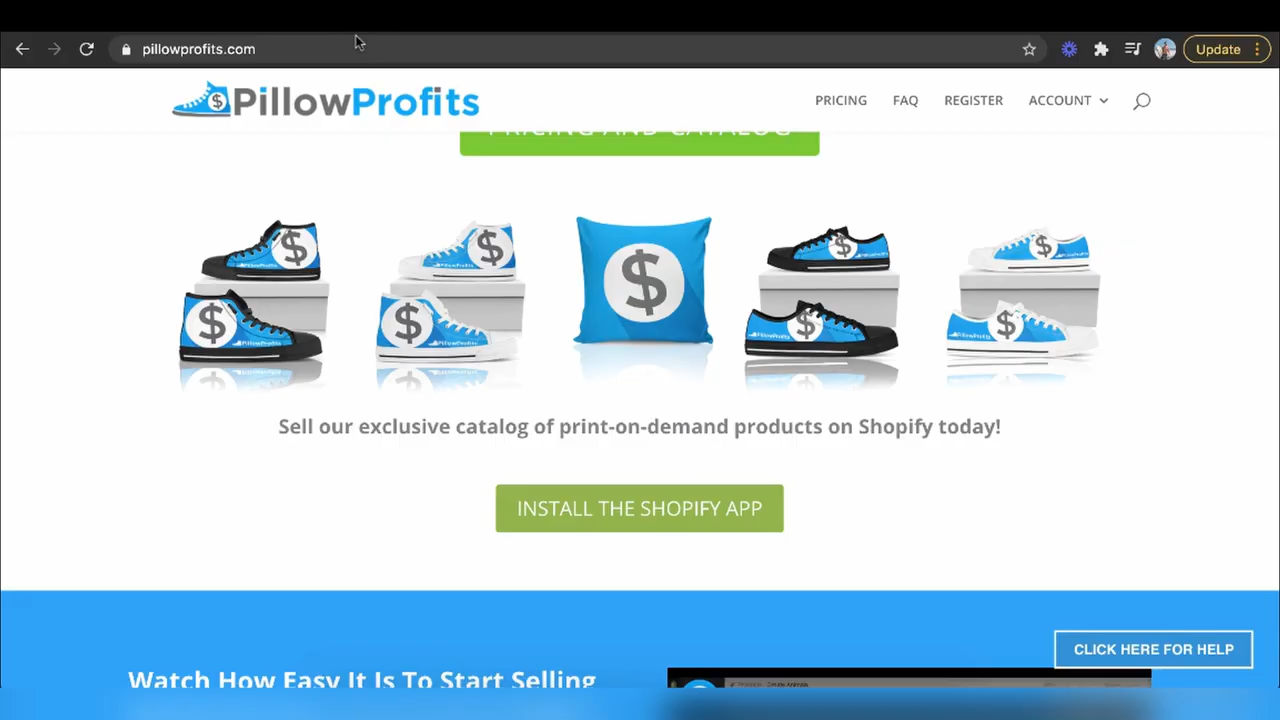 pillowprofits.com
Update
PillowProfits
PRICING
FAQ
REGISTER
ACCOUNT
PRICING AND CATALOG
Sell our exclusive catalog of print-on-demand products on Shopify today!
INSTALL THE SHOPIFY APP
CLICK HERE FOR HELP
Watch How Easy It Is To Start Selling